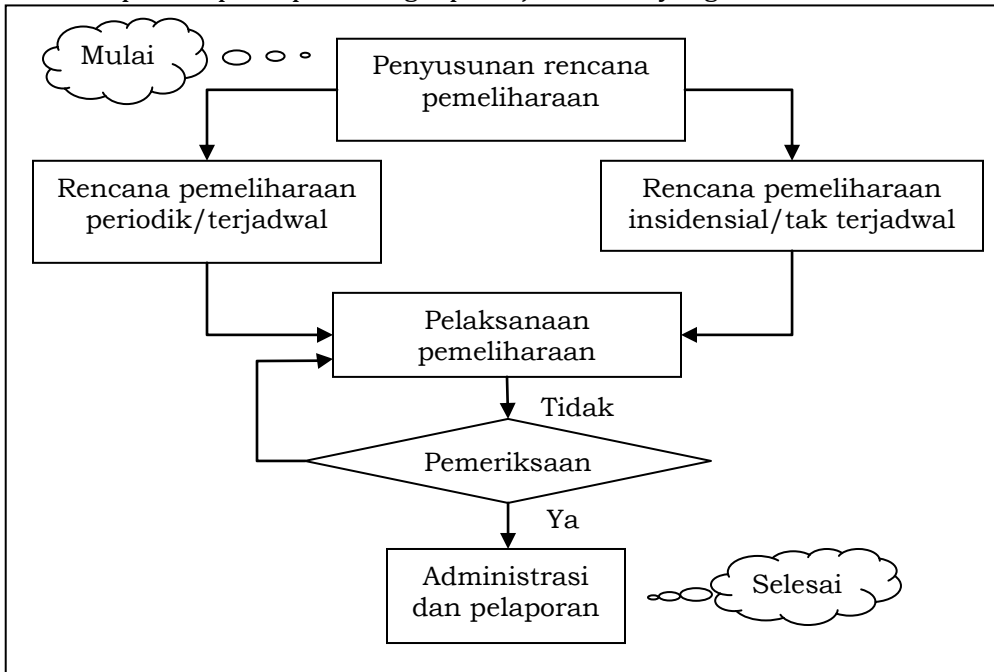 Mulai
Penyusunan rencana
pemeliharaan
Rencana pemeliharaan
periodik/terjadwal
Rencana pemeliharaan
insidensial/tak terjadwal
Pelaksanaan
pemeliharaan
Tidak
Pemeriksaan
Ya
Administrasi
dan pelaporan
Selesai